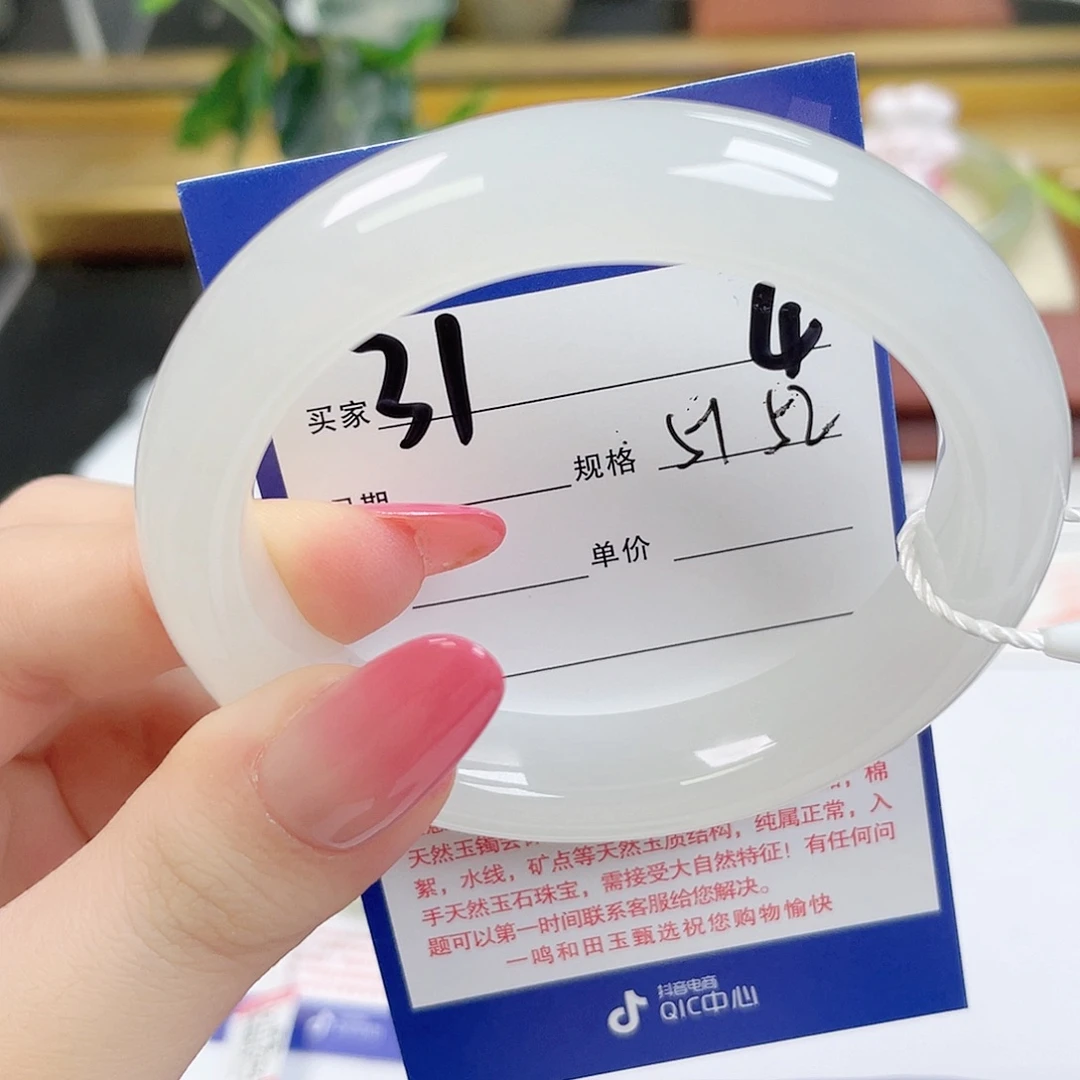 31 4
买家
规格 51 52
日期
单价
棉
天然玉镯会
絮，水线，矿点等天然玉质结构，纯属正常，入
手天然玉石珠宝，需接受大自然特征！有任何问
题可以第一时间联系客服给您解决。
一鸣和田玉甄选祝您购物愉快
抖音电商
QIC中心